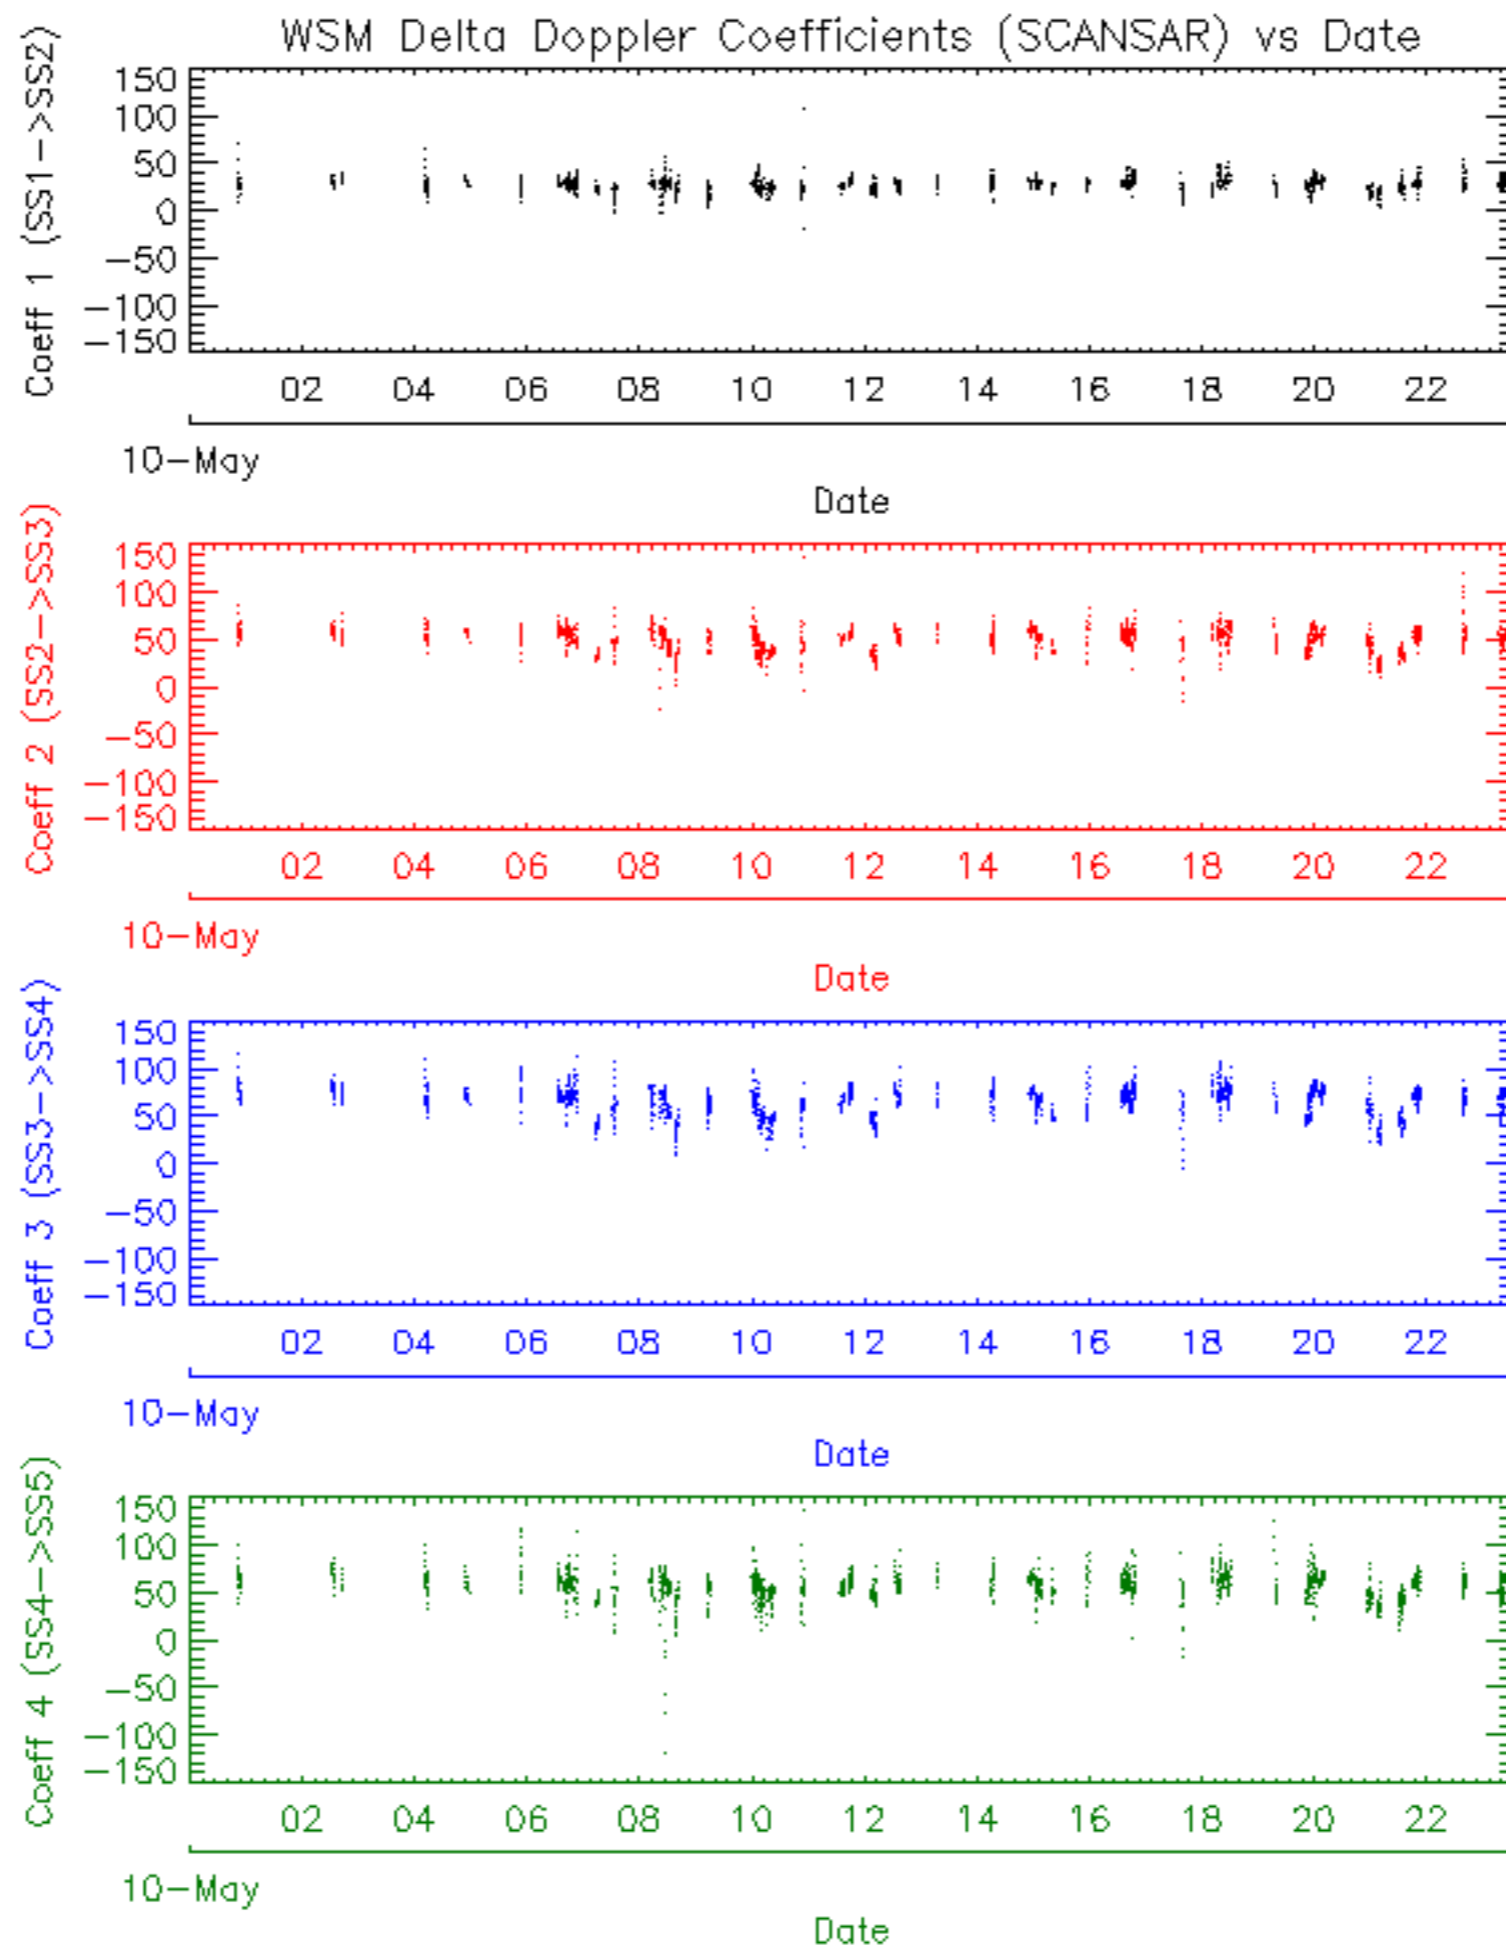 WSM Delta Doppler Coefficients (SCANSAR) vs Date
Coeff 1 (SS1->SS2)
150
100
50
0
-50
-100
-150
02 04 06 08 10 12 14 16 18 20 22
10-May
Date
Coeff 2 (SS2->SS3)
150
100
50
0
-50
-100
-150
02 04 06 08 10 12 14 16 18 20 22
10-May
Date
Coeff 3 (SS3->SS4)
150
100
50
0
-50
-100
-150
02 04 06 08 10 12 14 16 18 20 22
10-May
Date
Coeff 4 (SS4->SS5)
150
100
50
0
-50
-100
-150
02 04 06 08 10 12 14 16 18 20 22
10-May
Date